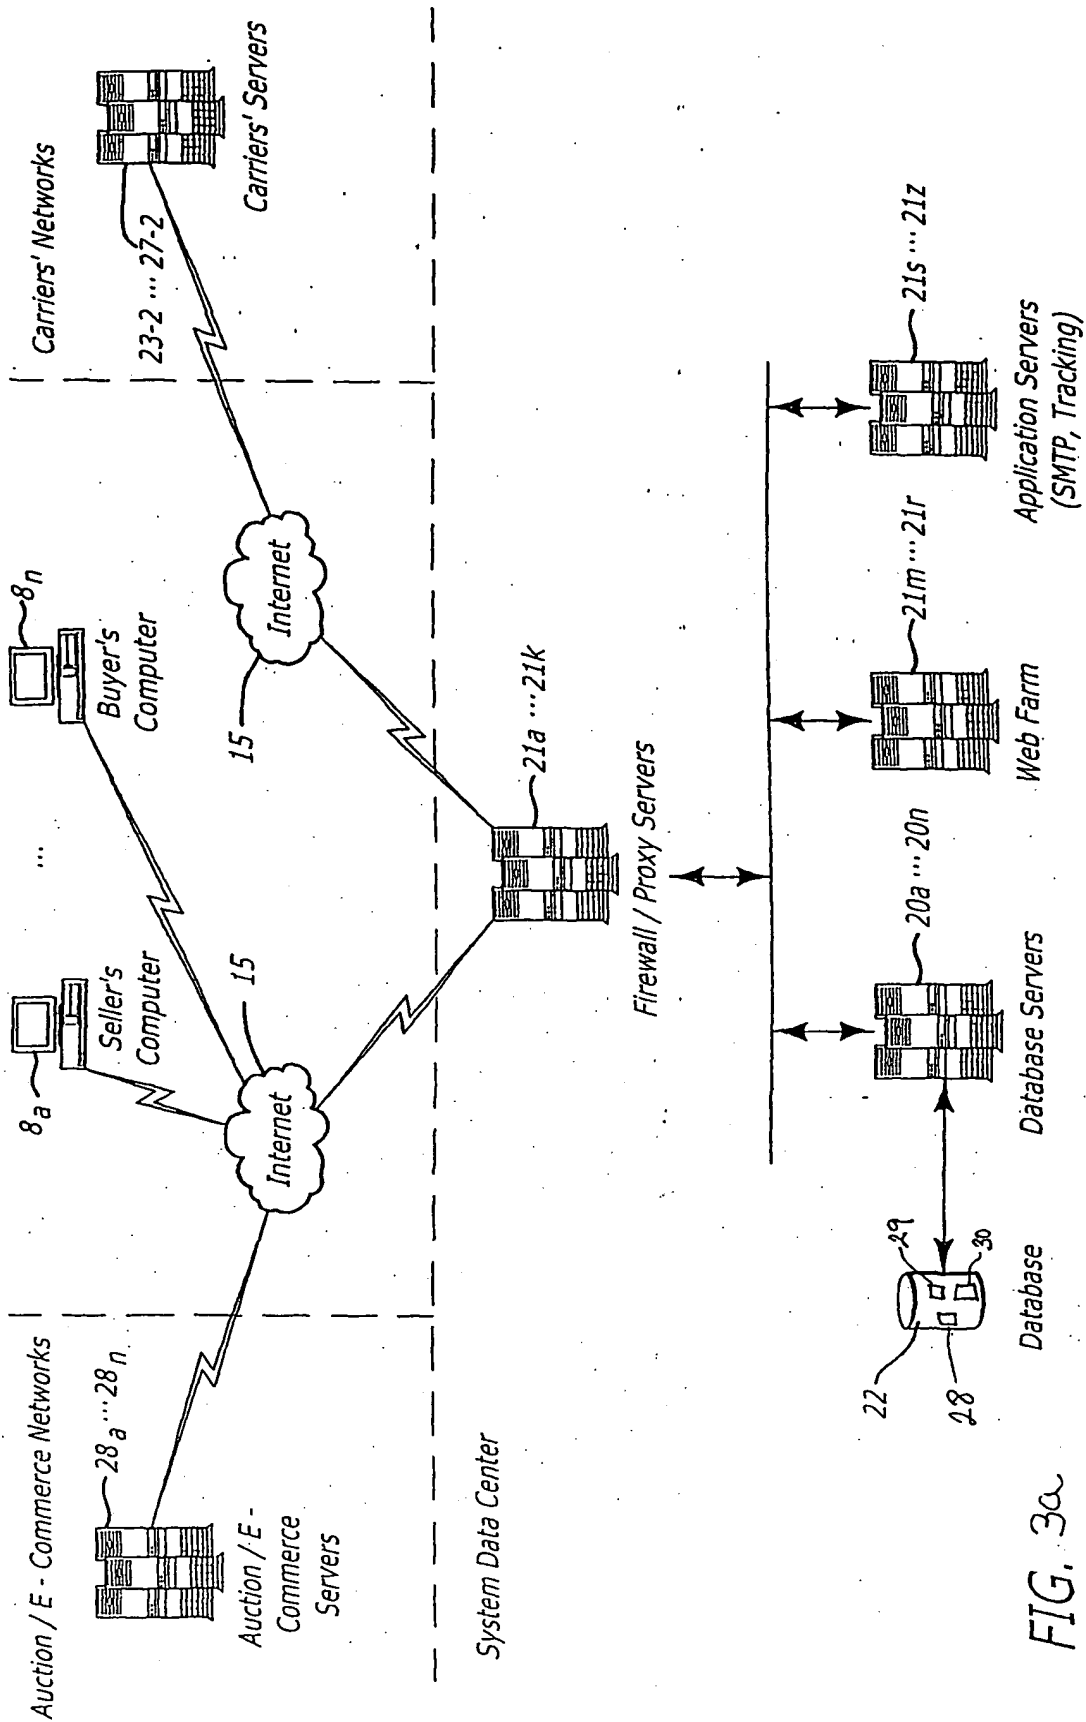 Auction / E - Commerce Networks
Carriers' Networks
8a
Seller's
Computer
...
8n
Buyer's
Computer
28a ... 28n
Auction / E -
Commerce
Servers
15
Internet
15
Internet
23-2 ... 27-2
Carriers' Servers
System Data Center
21a ... 21k
Firewall / Proxy Servers
22
29
30
28
Database
20a ... 20n
Database Servers
21m ... 21r
Web Farm
21s ... 21z
Application Servers
(SMTP, Tracking)
FIG. 3a